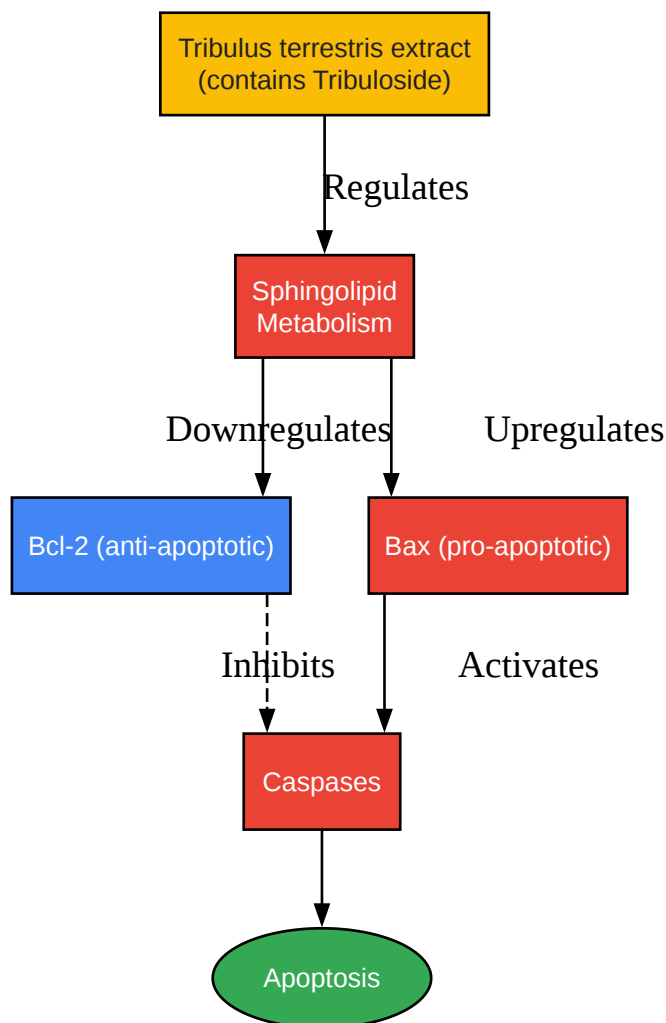 Tribulus terrestris extract
(contains Tribuloside)
Regulates
Sphingolipid
Metabolism
Downregulates
Upregulates
Bcl-2 (anti-apoptotic)
Bax (pro-apoptotic)
Inhibits
Activates
Caspases
Apoptosis